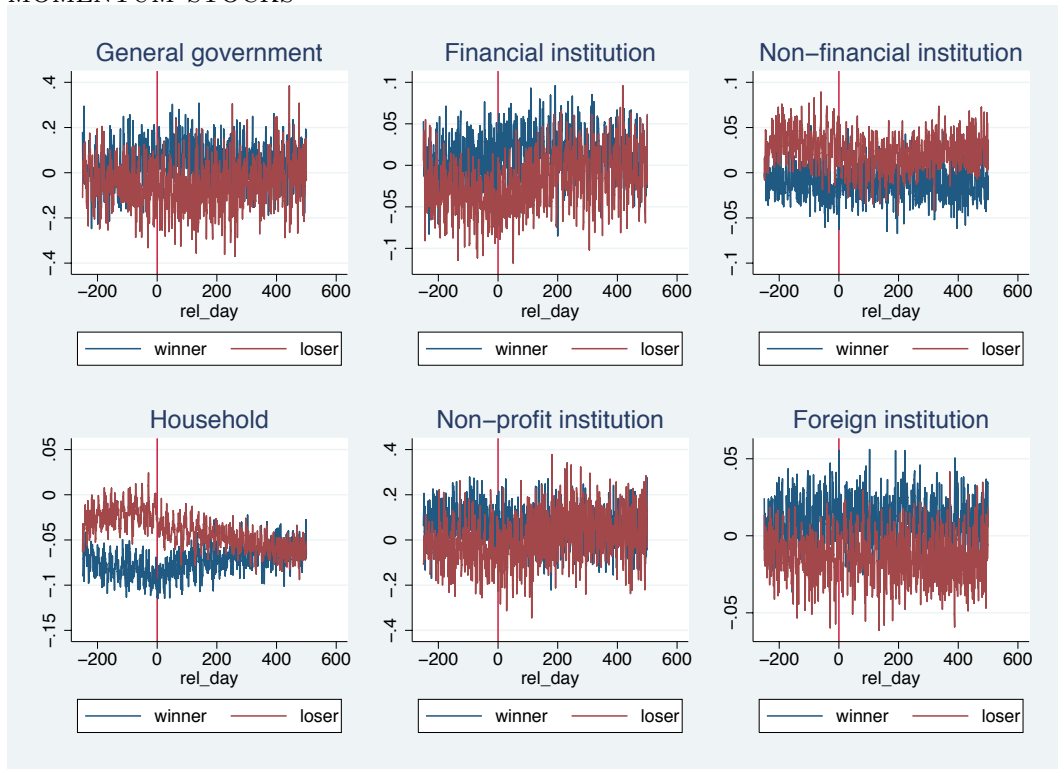 MOMENTUM STOCKS
General government
Financial institution
Non−financial institution
.4
.2
0
−.2
−.4
.1
.05
0
−.05
−.1
.1
.05
0
−.05
−.1
−200 0 200 400 600
−200 0 200 400 600
−200 0 200 400 600
rel_day
rel_day
rel_day
winner loser
winner loser
winner loser
Household
Non−profit institution
Foreign institution
.05
0
−.05
−.1
−.15
.4
.2
0
−.2
−.4
.05
0
−.05
−200 0 200 400 600
−200 0 200 400 600
−200 0 200 400 600
rel_day
rel_day
rel_day
winner loser
winner loser
winner loser